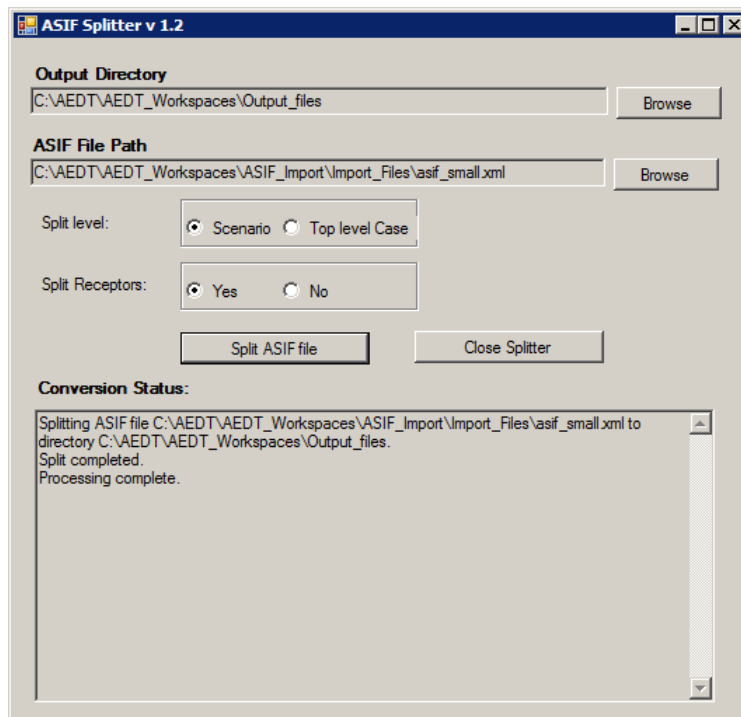 ASIF Splitter v 1.2
Output Directory
C:\AEDT\AEDT_Workspaces\Output_files
Browse
ASIF File Path
C:\AEDT\AEDT_Workspaces\ASIF_Import\Import_Files\asif_small.xml
Browse
Split level:
Scenario
Top level Case
Split Receptors:
Yes
No
Split ASIF file
Close Splitter
Conversion Status:
Splitting ASIF file C:\AEDT\AEDT_Workspaces\ASIF_Import\Import_Files\asif_small.xml to
directory C:\AEDT\AEDT_Workspaces\Output_files.
Split completed.
Processing complete.